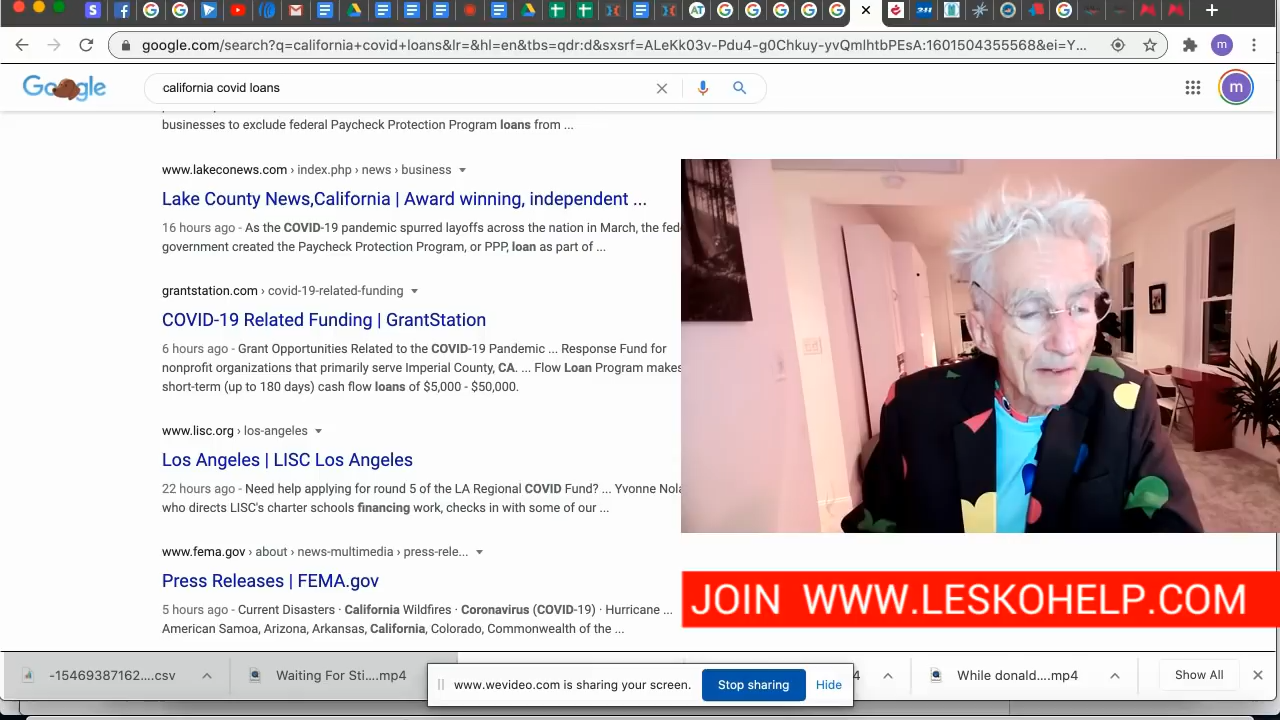 google.com/search?q=california+covid+loans&lr=&hl=en&tbs=qdr:d&sxsrf=ALeKk03v-Pdu4-g0Chkuy-yvQmlhtbPEsA:1601504355568&ei=Y...
m
Google
california covid loans
m
businesses to exclude federal Paycheck Protection Program loans from ...
www.lakeconews.com › index.php › news › business
Lake County News,California | Award winning, independent ...
16 hours ago - As the COVID-19 pandemic spurred layoffs across the nation in March, the fed
government created the Paycheck Protection Program, or PPP, loan as part of ...
grantstation.com › covid-19-related-funding
COVID-19 Related Funding | GrantStation
6 hours ago - Grant Opportunities Related to the COVID-19 Pandemic ... Response Fund for
nonprofit organizations that primarily serve Imperial County, CA. ... Flow Loan Program makes
short-term (up to 180 days) cash flow loans of $5,000 - $50,000.
www.lisc.org › los-angeles
Los Angeles | LISC Los Angeles
22 hours ago - Need help applying for round 5 of the LA Regional COVID Fund? ... Yvonne Nola
who directs LISC's charter schools financing work, checks in with some of our ...
www.fema.gov › about › news-multimedia › press-rele...
Press Releases | FEMA.gov
5 hours ago - Current Disasters · California Wildfires · Coronavirus (COVID-19) · Hurricane ...
American Samoa, Arizona, Arkansas, California, Colorado, Commonwealth of the ...
JOIN WWW.LESKOHELP.COM
-15469387162....csv
Waiting For Sti....mp4
While donald....mp4
Show All
www.wevideo.com is sharing your screen.
Stop sharing
Hide